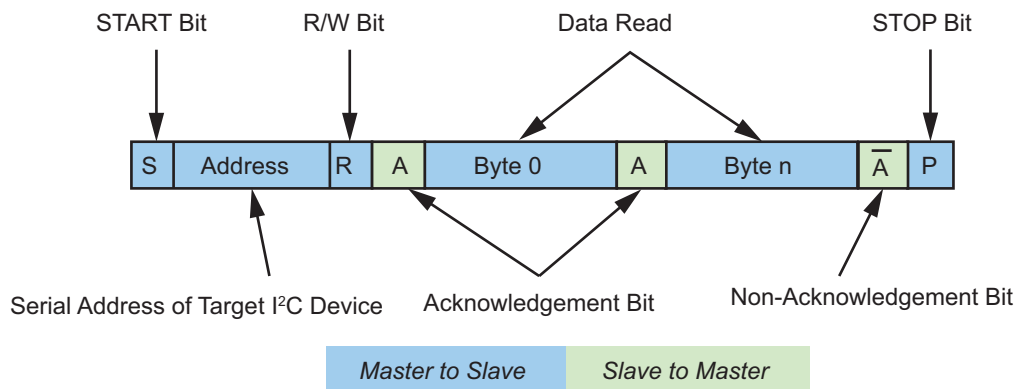 START Bit R/W Bit Data Read STOP Bit
S Address R A Byte 0 A Byte n A̅ P
Serial Address of Target I²C Device Acknowledgement Bit Non-Acknowledgement Bit
Master to Slave Slave to Master